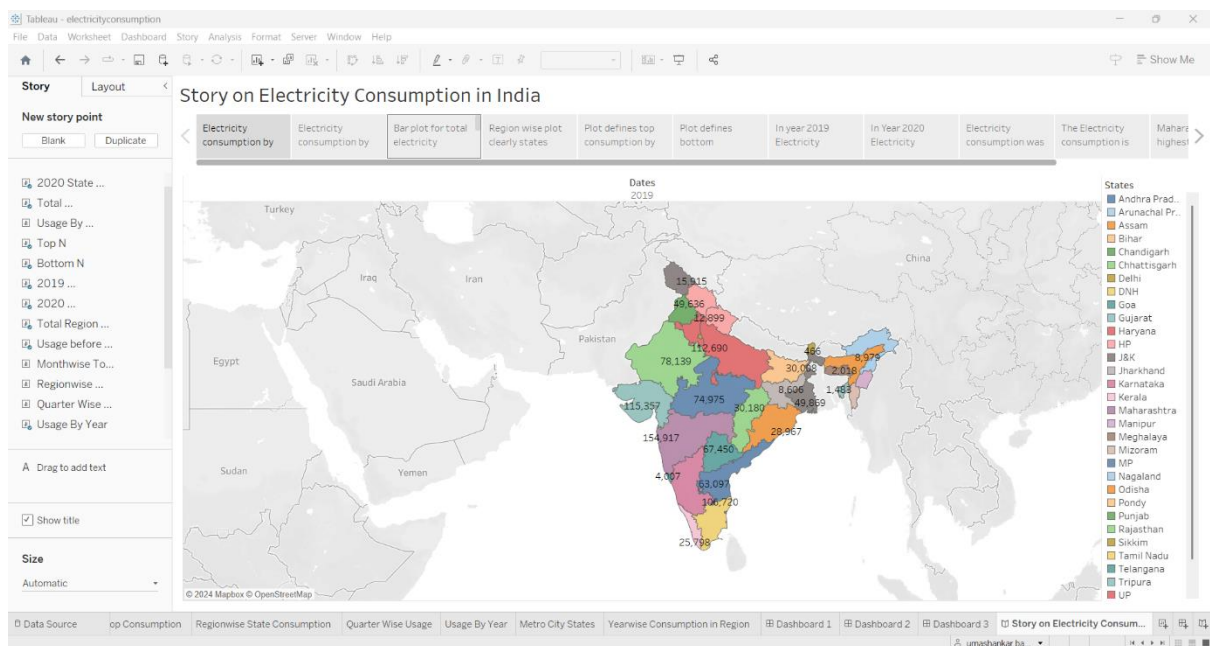 Tableau - electricityconsumption
File Data Worksheet Dashboard Story Analysis Format Server Window Help
Show Me
Story Layout
New story point
Blank Duplicate
2020 State ...
Total ...
Usage By ...
Top N
Bottom N
2019 ...
2020 ...
Total Region ...
Usage before ...
Monthwise To...
Regionwise ...
Quarter Wise ...
Usage By Year
A Drag to add text
Show title
Size
Automatic
Story on Electricity Consumption in India
Electricity consumption by
Electricity consumption by
Bar plot for total electricity
Region wise plot clearly states
Plot defines top consumption by
Plot defines bottom
In year 2019 Electricity
In Year 2020 Electricity
Electricity consumption was
The Electricity consumption is
Mahara highest
Dates
2019
Turkey
China
Iraq
Iran
Pakistan
Egypt
Saudi Arabia
Sudan
Yemen
15,915
49,636
12,899
112,690
78,139
466
8,979
30,068
2,018
8,606
1,483
49,869
74,975
30,180
115,357
28,967
154,917
67,450
4,007
63,097
106,720
25,798
© 2024 Mapbox © OpenStreetMap
States
Andhra Prad..
Arunachal Pr..
Assam
Bihar
Chandigarh
Chhattisgarh
Delhi
DNH
Goa
Gujarat
Haryana
HP
J&K
Jharkhand
Karnataka
Kerala
Maharashtra
Manipur
Meghalaya
Mizoram
MP
Nagaland
Odisha
Pondy
Punjab
Rajasthan
Sikkim
Tamil Nadu
Telangana
Tripura
UP
Data Source op Consumption Regionwise State Consumption Quarter Wise Usage Usage By Year Metro City States Yearwise Consumption in Region Dashboard 1 Dashboard 2 Dashboard 3 Story on Electricity Consum...
umashankar ba...